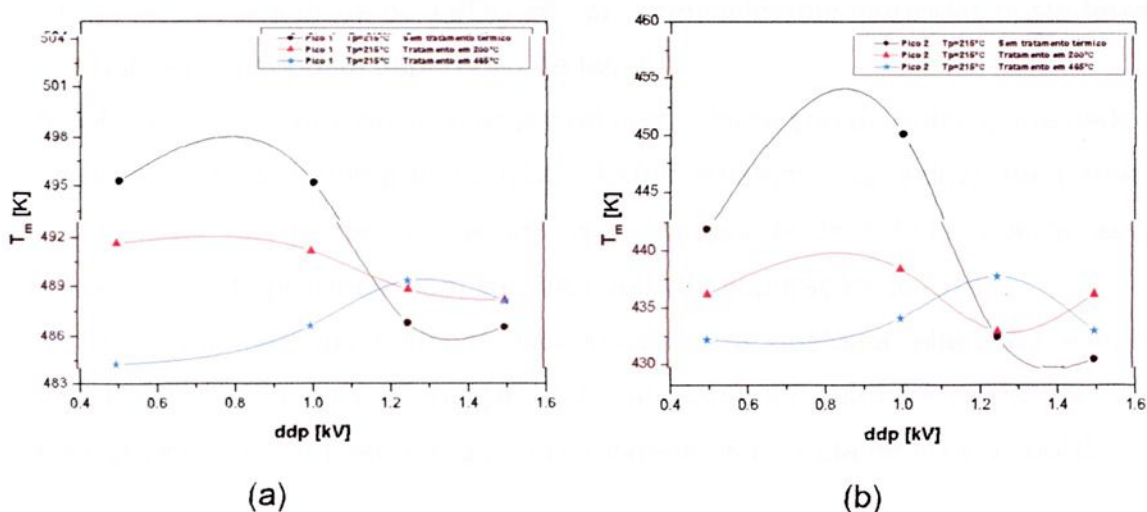 Pico 1 Tp=215°C Sem tratamento térmico
Pico 1 Tp=215°C Tratamento em 200°C
Pico 1 Tp=215°C Tratamento em 465°C
504
501
498
495
492
489
486
483
T m [K]
0.4 0.6 0.8 1.0 1.2 1.4 1.6
ddp [kV]
(a)
Pico 2 Tp=215°C Sem tratamento térmico
Pico 2 Tp=215°C Tratamento em 200°C
Pico 2 Tp=215°C Tratamento em 465°C
460
455
450
445
440
435
430
T m [K]
0.4 0.6 0.8 1.0 1.2 1.4 1.6
ddp [kV]
(b)